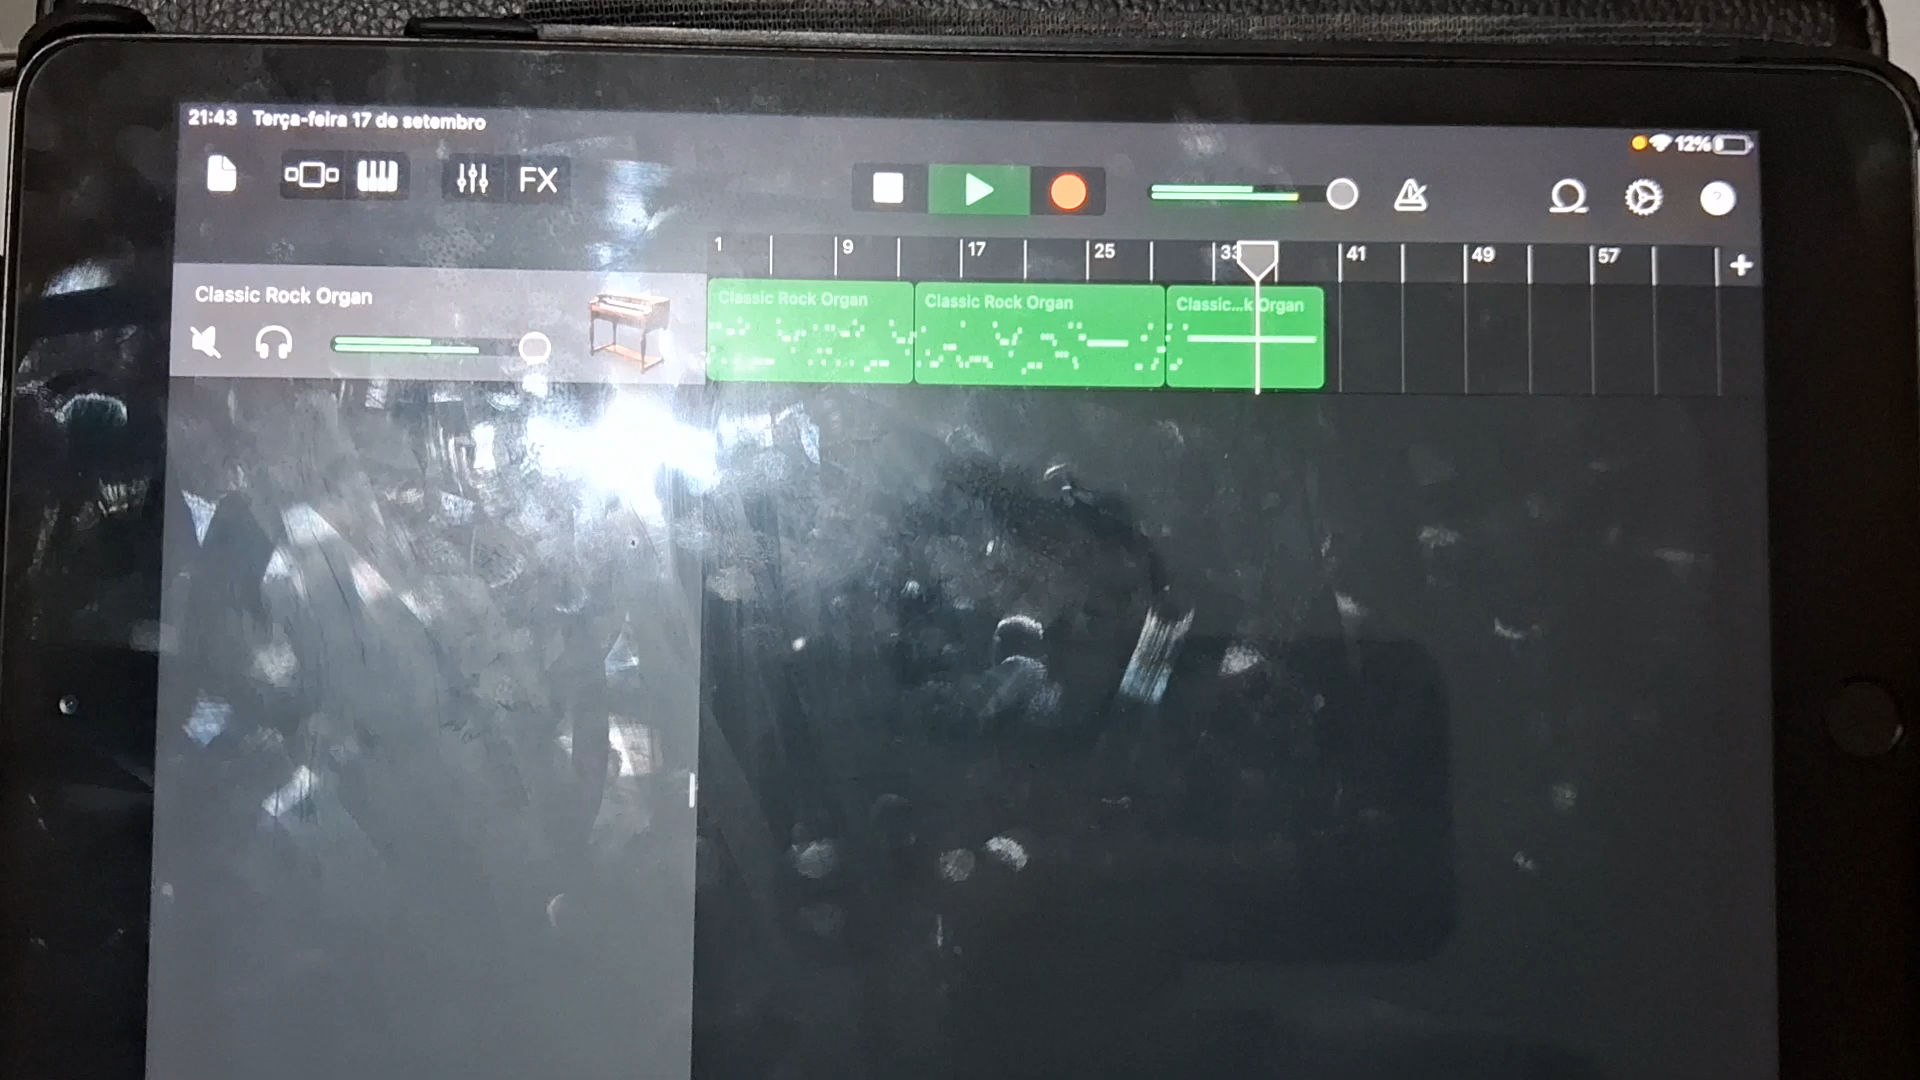 21:43 Terça-feira 17 de setembro
12%
FX
1 9 17 25 33 41 49 57 +
Classic Rock Organ
Classic Rock Organ
Classic Rock Organ
Classic...k Organ
?